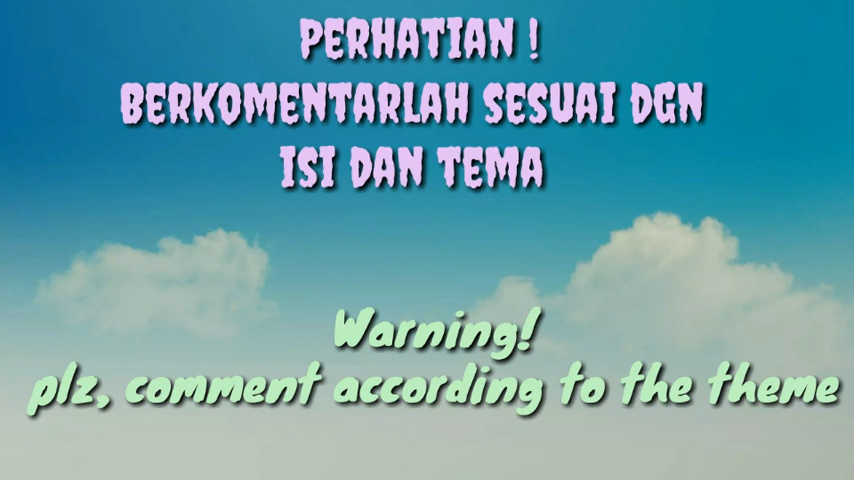 PERHATIAN !
BERKOMENTARLAH SESUAI DGN
ISI DAN TEMA
Warning!
plz, comment according to the theme